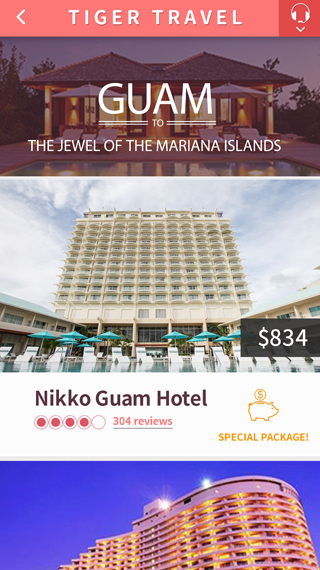 TIGER TRAVEL
GUAM
TO
THE JEWEL OF THE MARIANA ISLANDS
$834
Nikko Guam Hotel
304 reviews
$
SPECIAL PACKAGE!